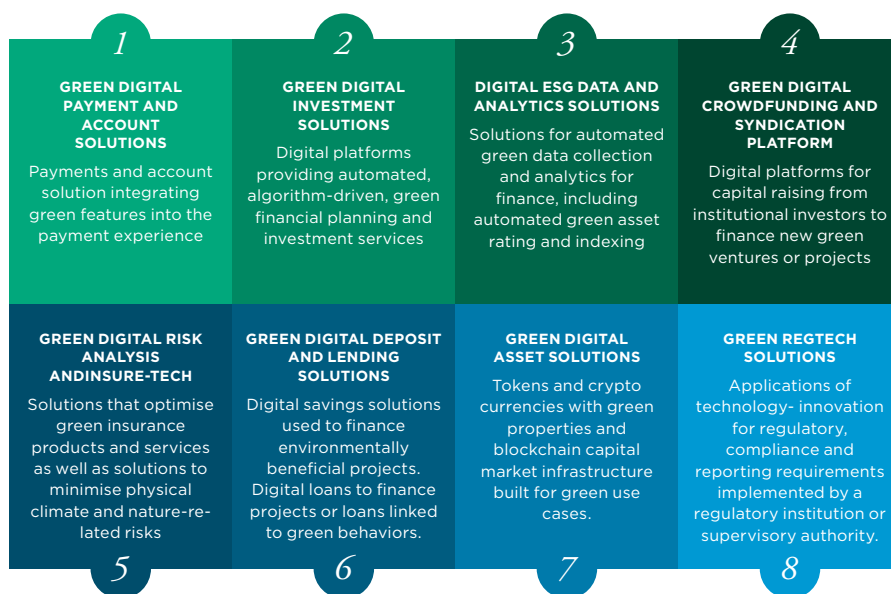 1
GREEN DIGITAL
PAYMENT AND
ACCOUNT
SOLUTIONS
Payments and account
solution integrating
green features into the
payment experience
2
GREEN DIGITAL
INVESTMENT
SOLUTIONS
Digital platforms
providing automated,
algorithm-driven, green
financial planning and
investment services
3
DIGITAL ESG DATA AND
ANALYTICS SOLUTIONS
Solutions for automated
green data collection
and analytics for
finance, including
automated green asset
rating and indexing
4
GREEN DIGITAL
CROWDFUNDING AND
SYNDICATION
PLATFORM
Digital platforms for
capital raising from
institutional investors to
finance new green
ventures or projects
GREEN DIGITAL RISK
ANALYSIS
ANDINSURE-TECH
Solutions that optimise
green insurance
products and services
as well as solutions to
minimise physical
climate and nature-re-
lated risks
5
GREEN DIGITAL DEPOSIT
AND LENDING
SOLUTIONS
Digital savings solutions
used to finance
environmentally
beneficial projects.
Digital loans to finance
projects or loans linked
to green behaviors.
6
GREEN DIGITAL
ASSET SOLUTIONS
Tokens and crypto
currencies with green
properties and
blockchain capital
market infrastructure
built for green use
cases.
7
GREEN REGTECH
SOLUTIONS
Applications of
technology- innovation
for regulatory,
compliance and
reporting requirements
implemented by a
regulatory institution or
supervisory authority.
8